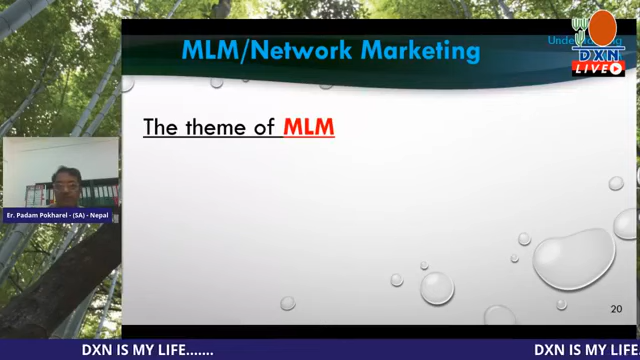 MLM/Network Marketing
DXN
LIVE
The theme of MLM
Er. Padam Pokharel - (SA) - Nepal
20
DXN IS MY LIFE.......
DXN IS MY LIFE